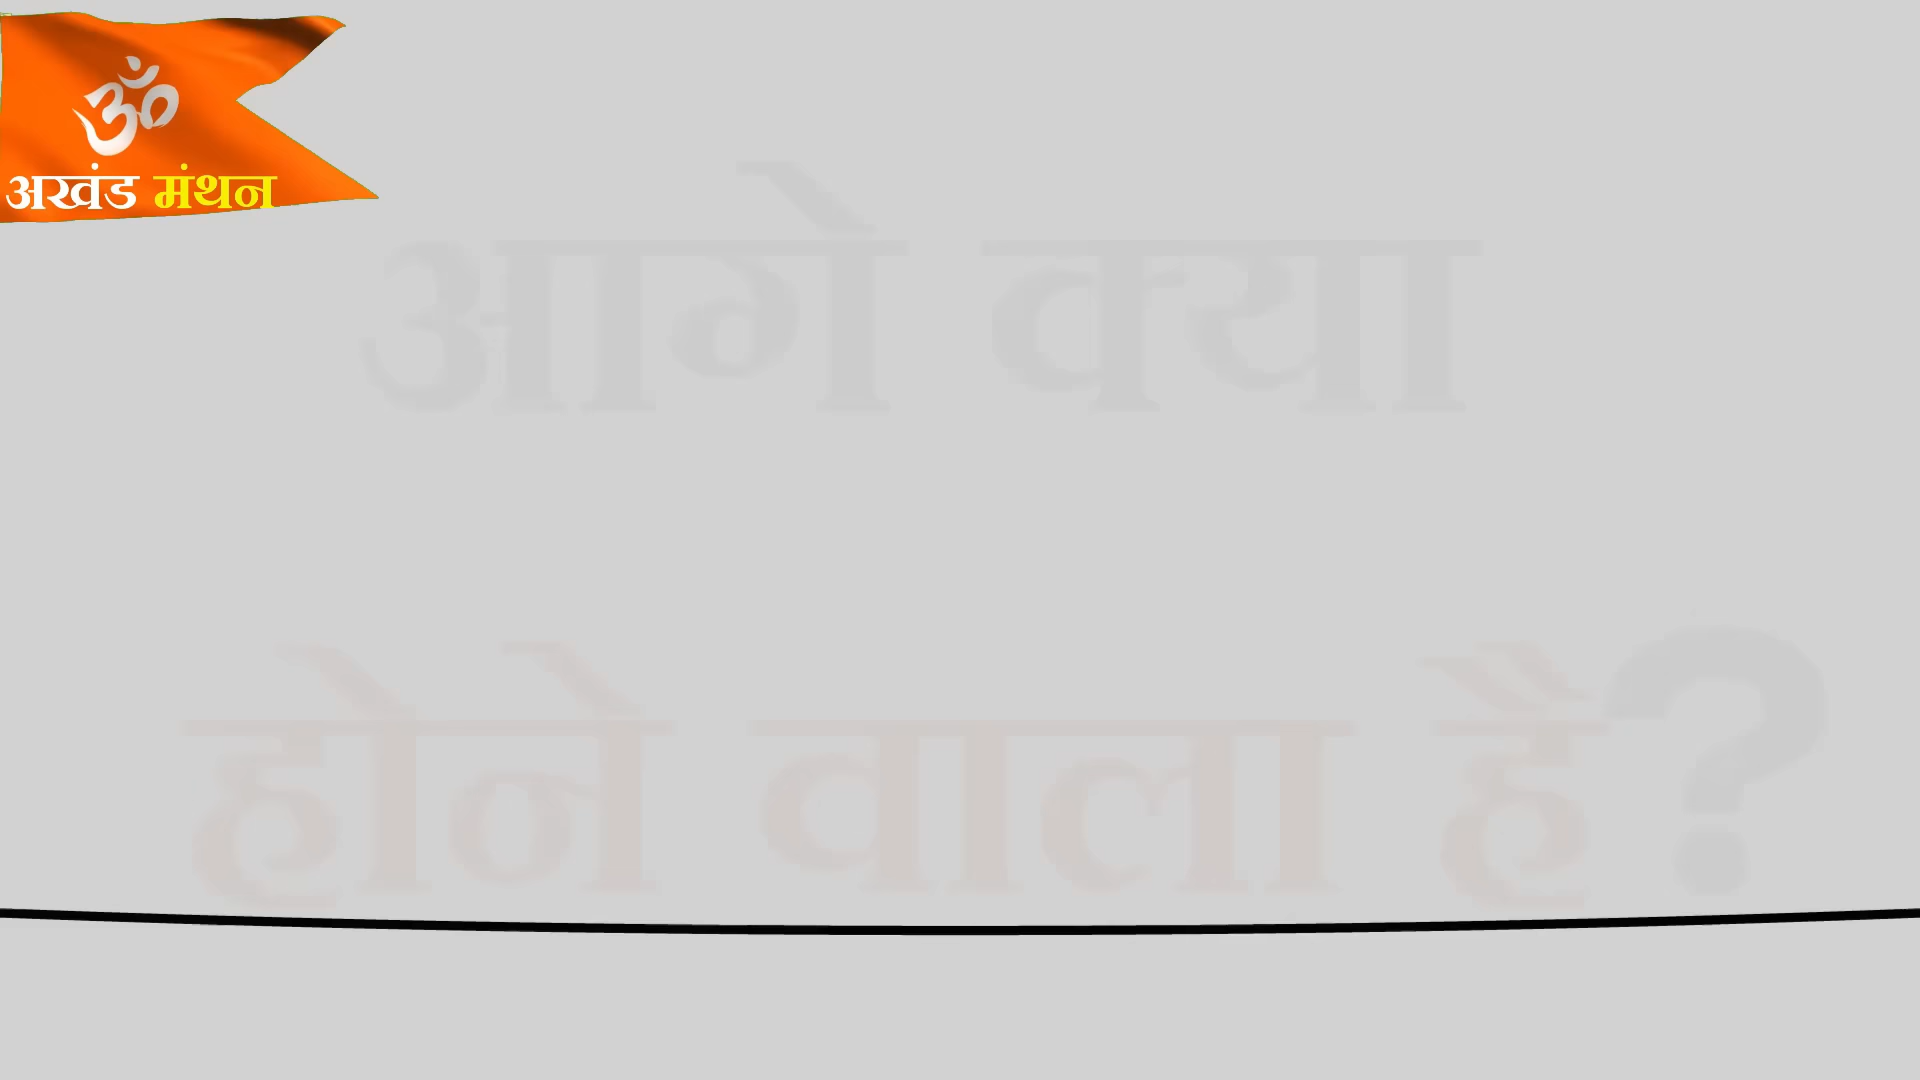 ॐ
अखंड मंथन
आगे क्या
होने वाला है?